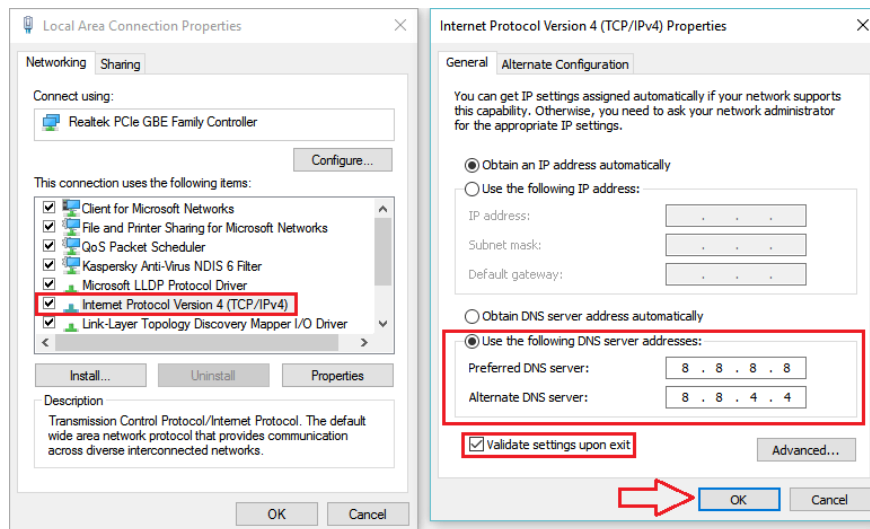 Local Area Connection Properties
Networking
Sharing
Connect using:
Realtek PCIe GBE Family Controller
Configure...
This connection uses the following items:
Client for Microsoft Networks
File and Printer Sharing for Microsoft Networks
QoS Packet Scheduler
Kaspersky Anti-Virus NDIS 6 Filter
Microsoft LLDP Protocol Driver
Internet Protocol Version 4 (TCP/IPv4)
Link-Layer Topology Discovery Mapper I/O Driver
Install...
Uninstall
Properties
Description
Transmission Control Protocol/Internet Protocol. The default
wide area network protocol that provides communication
across diverse interconnected networks.
OK
Cancel
Internet Protocol Version 4 (TCP/IPv4) Properties
General
Alternate Configuration
You can get IP settings assigned automatically if your network supports
this capability. Otherwise, you need to ask your network administrator
for the appropriate IP settings.
Obtain an IP address automatically
Use the following IP address:
IP address: . . .
Subnet mask: . . .
Default gateway: . . .
Obtain DNS server address automatically
Use the following DNS server addresses:
Preferred DNS server: 8 . 8 . 8 . 8
Alternate DNS server: 8 . 8 . 4 . 4
Validate settings upon exit
Advanced...
OK
Cancel